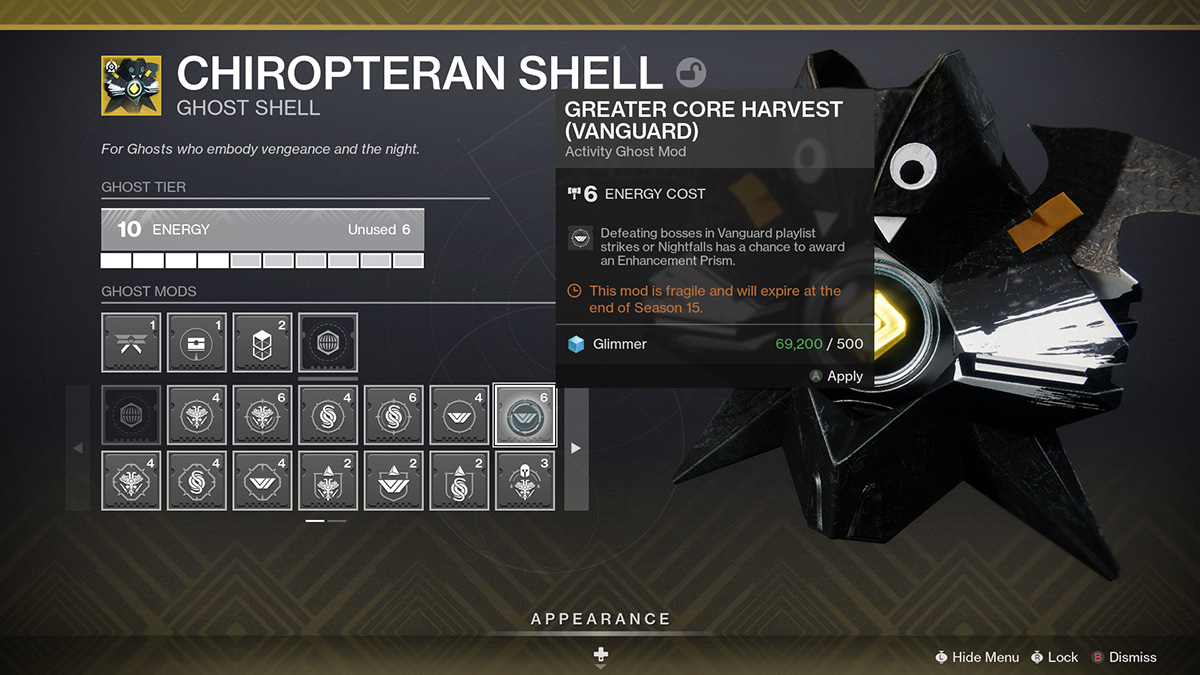 CHIROPTERAN SHELL
GHOST SHELL
For Ghosts who embody vengeance and the night.
GHOST TIER
10 ENERGY Unused 6
GHOST MODS
1 1 2
4 6 4 6 4 6
4 4 4 2 2 2 3
GREATER CORE HARVEST
(VANGUARD)
Activity Ghost Mod
6 ENERGY COST
Defeating bosses in Vanguard playlist
strikes or Nightfalls has a chance to award
an Enhancement Prism.
This mod is fragile and will expire at the
end of Season 15.
Glimmer 69,200 / 500
A Apply
APPEARANCE
L Hide Menu R Lock B Dismiss